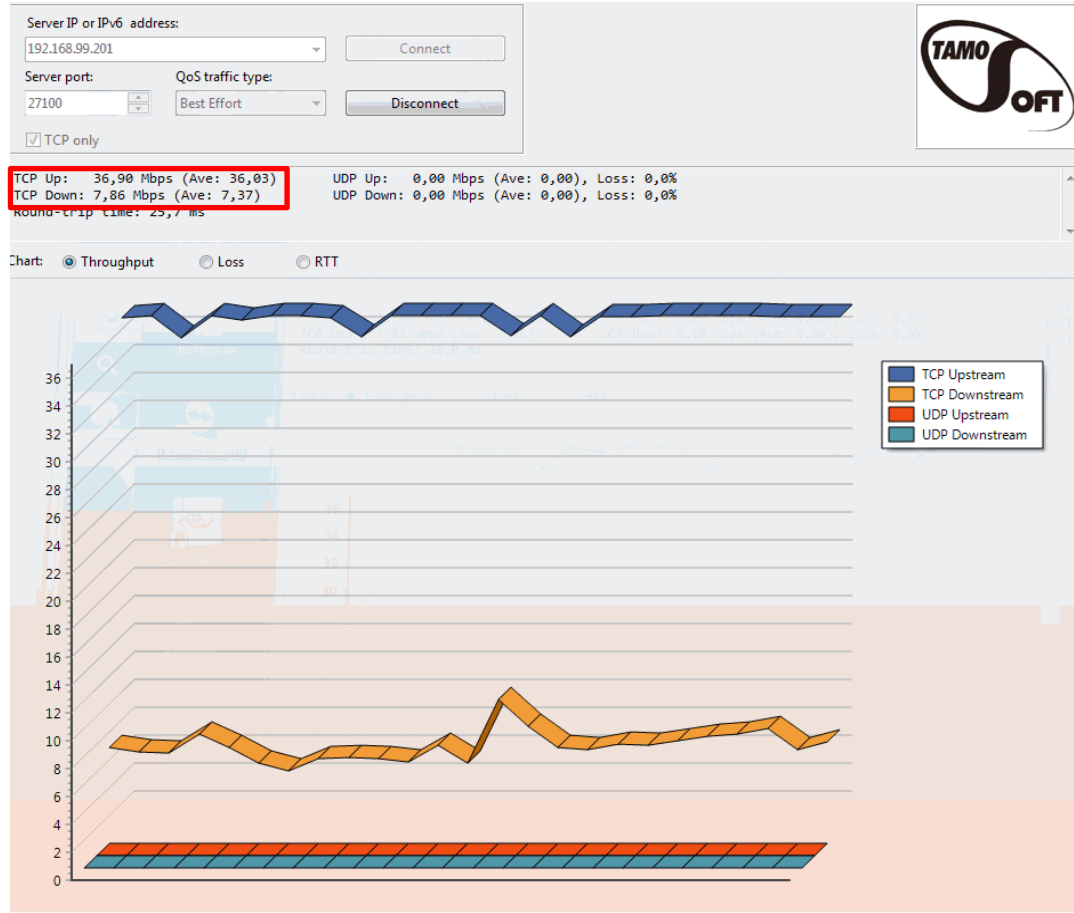 Server IP or IPv6 address:
192.168.99.201
Connect
Server port:
QoS traffic type:
27100
Best Effort
Disconnect
TCP only
TAMO
SOFT
TCP Up: 36,90 Mbps (Ave: 36,03) UDP Up: 0,00 Mbps (Ave: 0,00), Loss: 0,0%
TCP Down: 7,86 Mbps (Ave: 7,37) UDP Down: 0,00 Mbps (Ave: 0,00), Loss: 0,0%
Round-trip time: 25,7 ms
Chart: Throughput Loss RTT
36
34
32
30
28
26
24
22
20
18
16
14
12
10
8
6
4
2
0
TCP Upstream
TCP Downstream
UDP Upstream
UDP Downstream